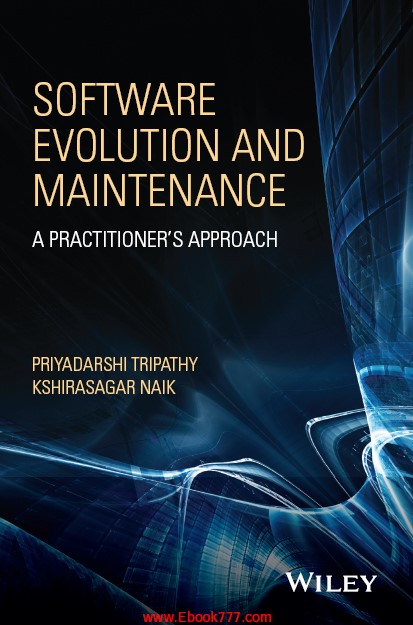 SOFTWARE
EVOLUTION AND
MAINTENANCE
A PRACTITIONER'S APPROACH
PRIYADARSHI TRIPATHY
KSHIRASAGAR NAIK
WILEY
www.Ebook777.com